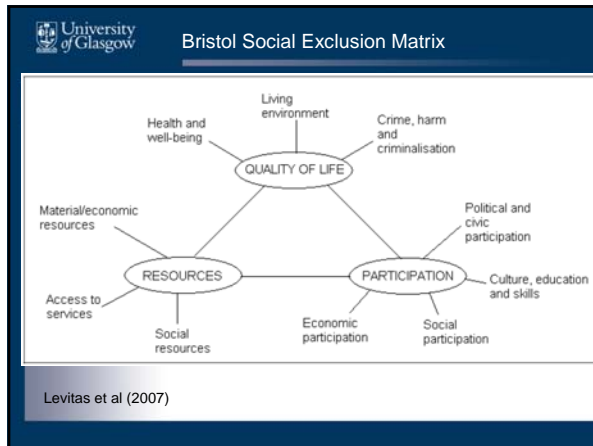 University
of Glasgow
Bristol Social Exclusion Matrix
Living
environment
Health and
well-being
Crime, harm
and
criminalisation
QUALITY OF LIFE
Material/economic
resources
Political and
civic
participation
RESOURCES
PARTICIPATION
Culture, education
and skills
Access to
services
Social
resources
Economic
participation
Social
participation
Levitas et al (2007)